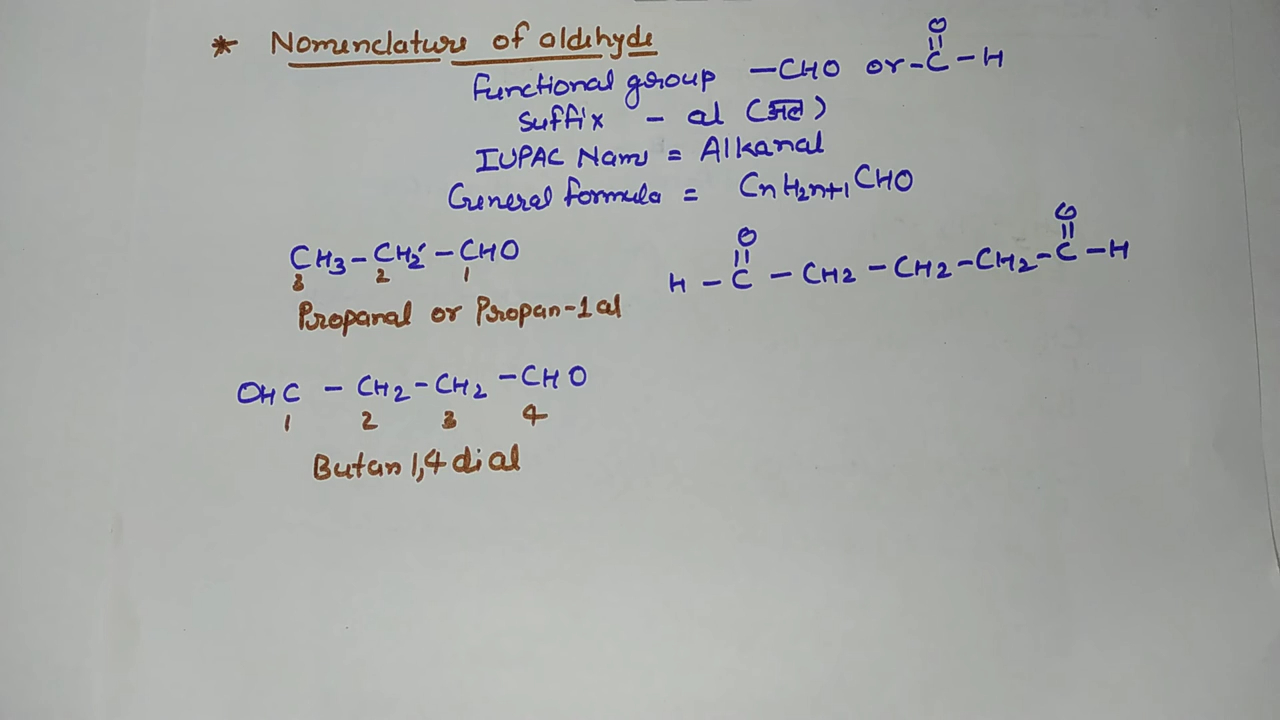 * Nomenclature of aldehyde
Functional group -CHO or -C-H
O
||
Suffix - al (अल)
IUPAC Nam = Alkanal
General formula = CnH2n+1CHO
CH3-CH2-CHO
3 2 1
Propanal or Propan-1al
O
||
H - C - CH2 - CH2 - CH2 - C - H
O
||
OHC - CH2 - CH2 - CHO
1 2 3 4
Butan 1,4 dial